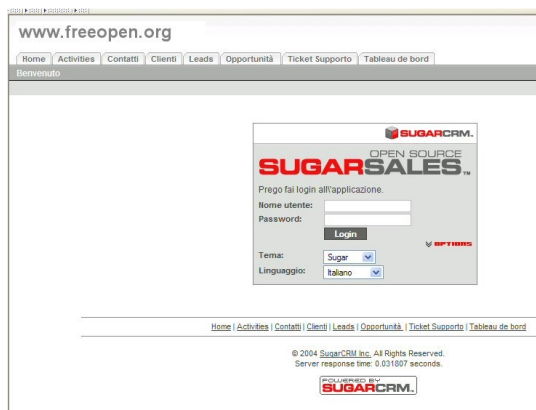 www.freeopen.org
Home Activities Contatti Clienti Leads Opportunità Ticket Supporto Tableau de bord
Benvenuto
SUGARCRM.
OPEN SOURCE
SUGARSALES™
Prego fai login all\'applicazione.
Nome utente:
Password:
Login
OPTIONS
Tema: Sugar
Linguaggio: Italiano
Home | Activities | Contatti | Clienti | Leads | Opportunità | Ticket Supporto | Tableau de bord
© 2004 SugarCRM Inc. All Rights Reserved.
Server response time: 0.031807 seconds.
POWERED BY
SUGARCRM.